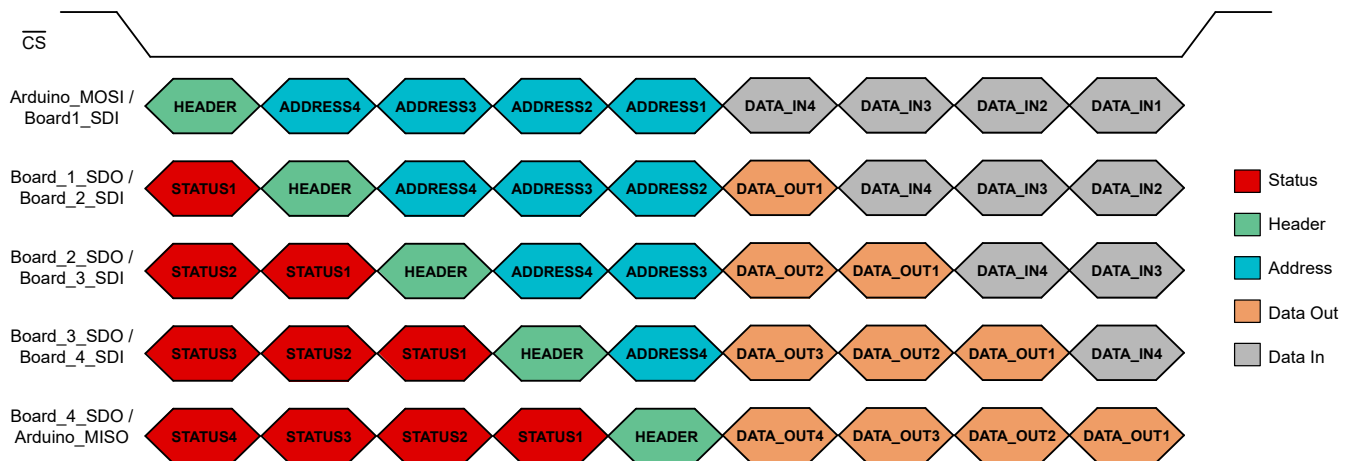 CS
Arduino_MOSI /
Board1_SDI
HEADER ADDRESS4 ADDRESS3 ADDRESS2 ADDRESS1 DATA_IN4 DATA_IN3 DATA_IN2 DATA_IN1
Board_1_SDO /
Board_2_SDI
STATUS1 HEADER ADDRESS4 ADDRESS3 ADDRESS2 DATA_OUT1 DATA_IN4 DATA_IN3 DATA_IN2
Board_2_SDO /
Board_3_SDI
STATUS2 STATUS1 HEADER ADDRESS4 ADDRESS3 DATA_OUT2 DATA_OUT1 DATA_IN4 DATA_IN3
Board_3_SDO /
Board_4_SDI
STATUS3 STATUS2 STATUS1 HEADER ADDRESS4 DATA_OUT3 DATA_OUT2 DATA_OUT1 DATA_IN4
Board_4_SDO /
Arduino_MISO
STATUS4 STATUS3 STATUS2 STATUS1 HEADER DATA_OUT4 DATA_OUT3 DATA_OUT2 DATA_OUT1
Status
Header
Address
Data Out
Data In